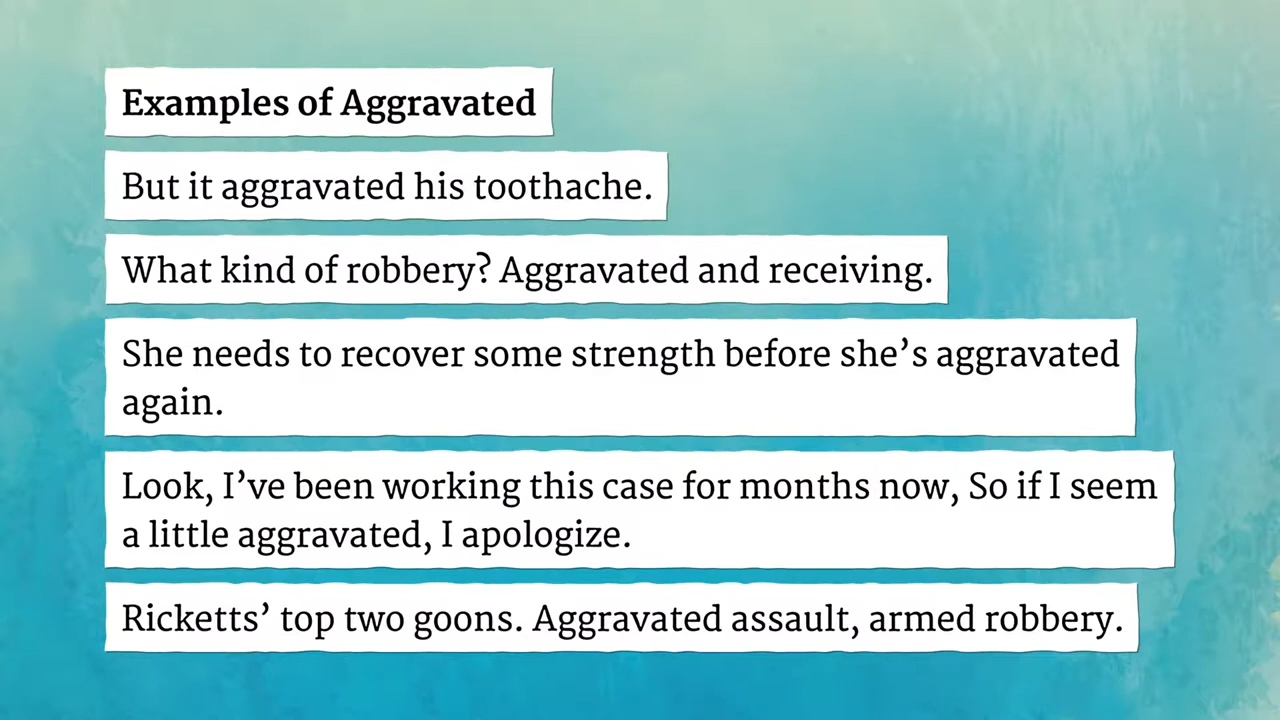 Examples of Aggravated
But it aggravated his toothache.
What kind of robbery? Aggravated and receiving.
She needs to recover some strength before she’s aggravated
again.
Look, I’ve been working this case for months now, So if I seem
a little aggravated, I apologize.
Ricketts’ top two goons. Aggravated assault, armed robbery.